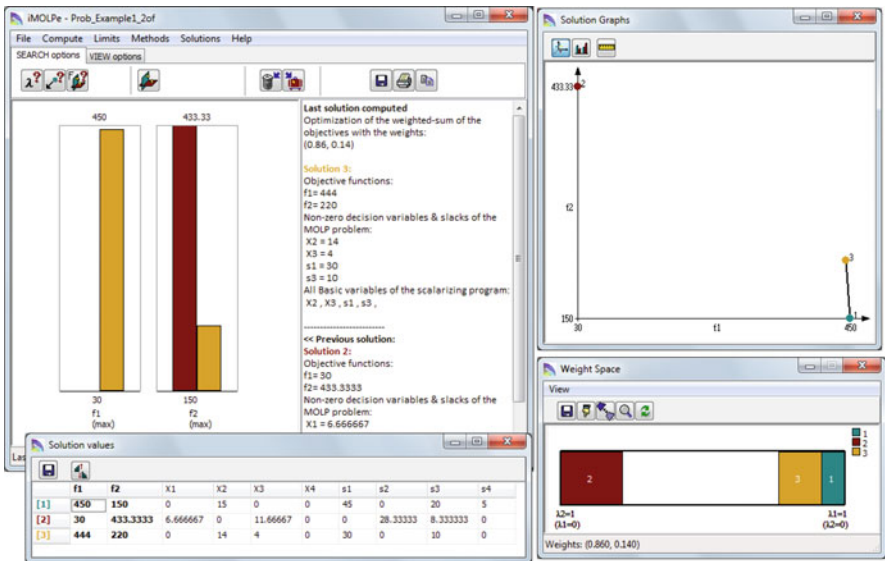 iMOLPe - Prob_Example1_2of
File Compute Limits Methods Solutions Help
SEARCH options VIEW options
λ? ? ?
450 433.33
30 150
f1 f2
(max) (max)
Last solution computed
Optimization of the weighted-sum of the
objectives with the weights:
(0.86, 0.14)
Solution 3:
Objective functions:
f1= 444
f2= 220
Non-zero decision variables & slacks of the
MOLP problem:
X2 = 14
X3 = 4
s1 = 30
s3 = 10
All Basic variables of the scalarizing program:
X2 , X3 , s1 , s3 ,
-------------------------
<< Previous solution:
Solution 2:
Objective functions:
f1= 30
f2= 433.3333
Non-zero decision variables & slacks of the
MOLP problem:
X1 = 6.666667
Las
Solution values
f1 f2 X1 X2 X3 X4 s1 s2 s3 s4
[1] 450 150 0 15 0 0 45 0 20 5
[2] 30 433.3333 6.666667 0 11.66667 0 0 28.33333 8.333333 0
[3] 444 220 0 14 4 0 30 0 10 0
Solution Graphs
433.33 2
f2
3
150 1
30 f1 450
Weight Space
View
1
2
3
2 3 1
λ2=1 λ1=1
(λ1=0) (λ2=0)
Weights: (0.860, 0.140)